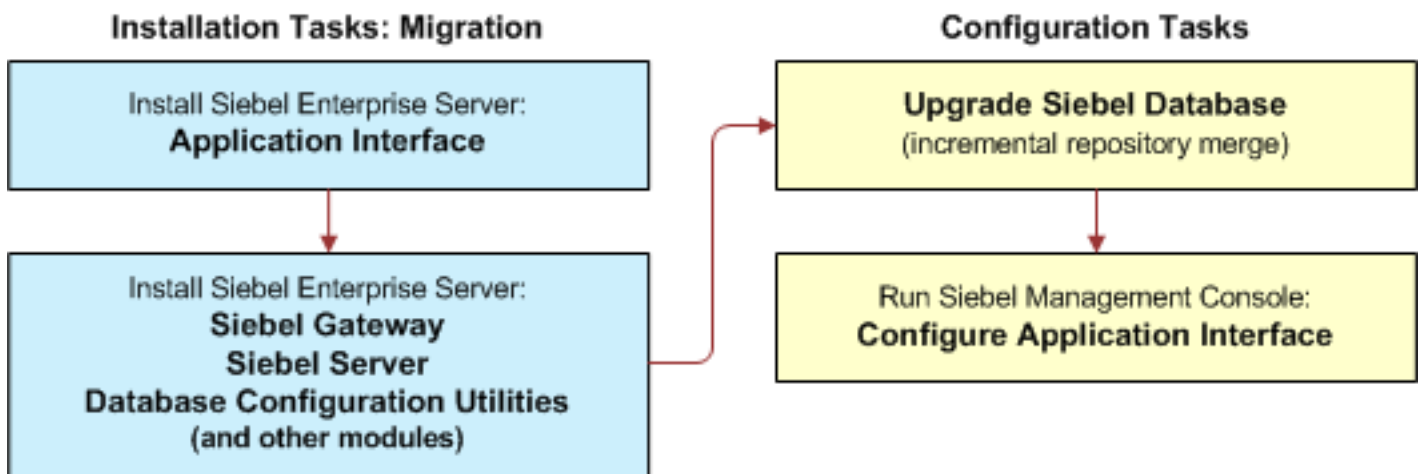 Installation Tasks: Migration
Install Siebel Enterprise Server:
Application Interface
Install Siebel Enterprise Server:
Siebel Gateway
Siebel Server
Database Configuration Utilities
(and other modules)
Configuration Tasks
Upgrade Siebel Database
(incremental repository merge)
Run Siebel Management Console:
Configure Application Interface